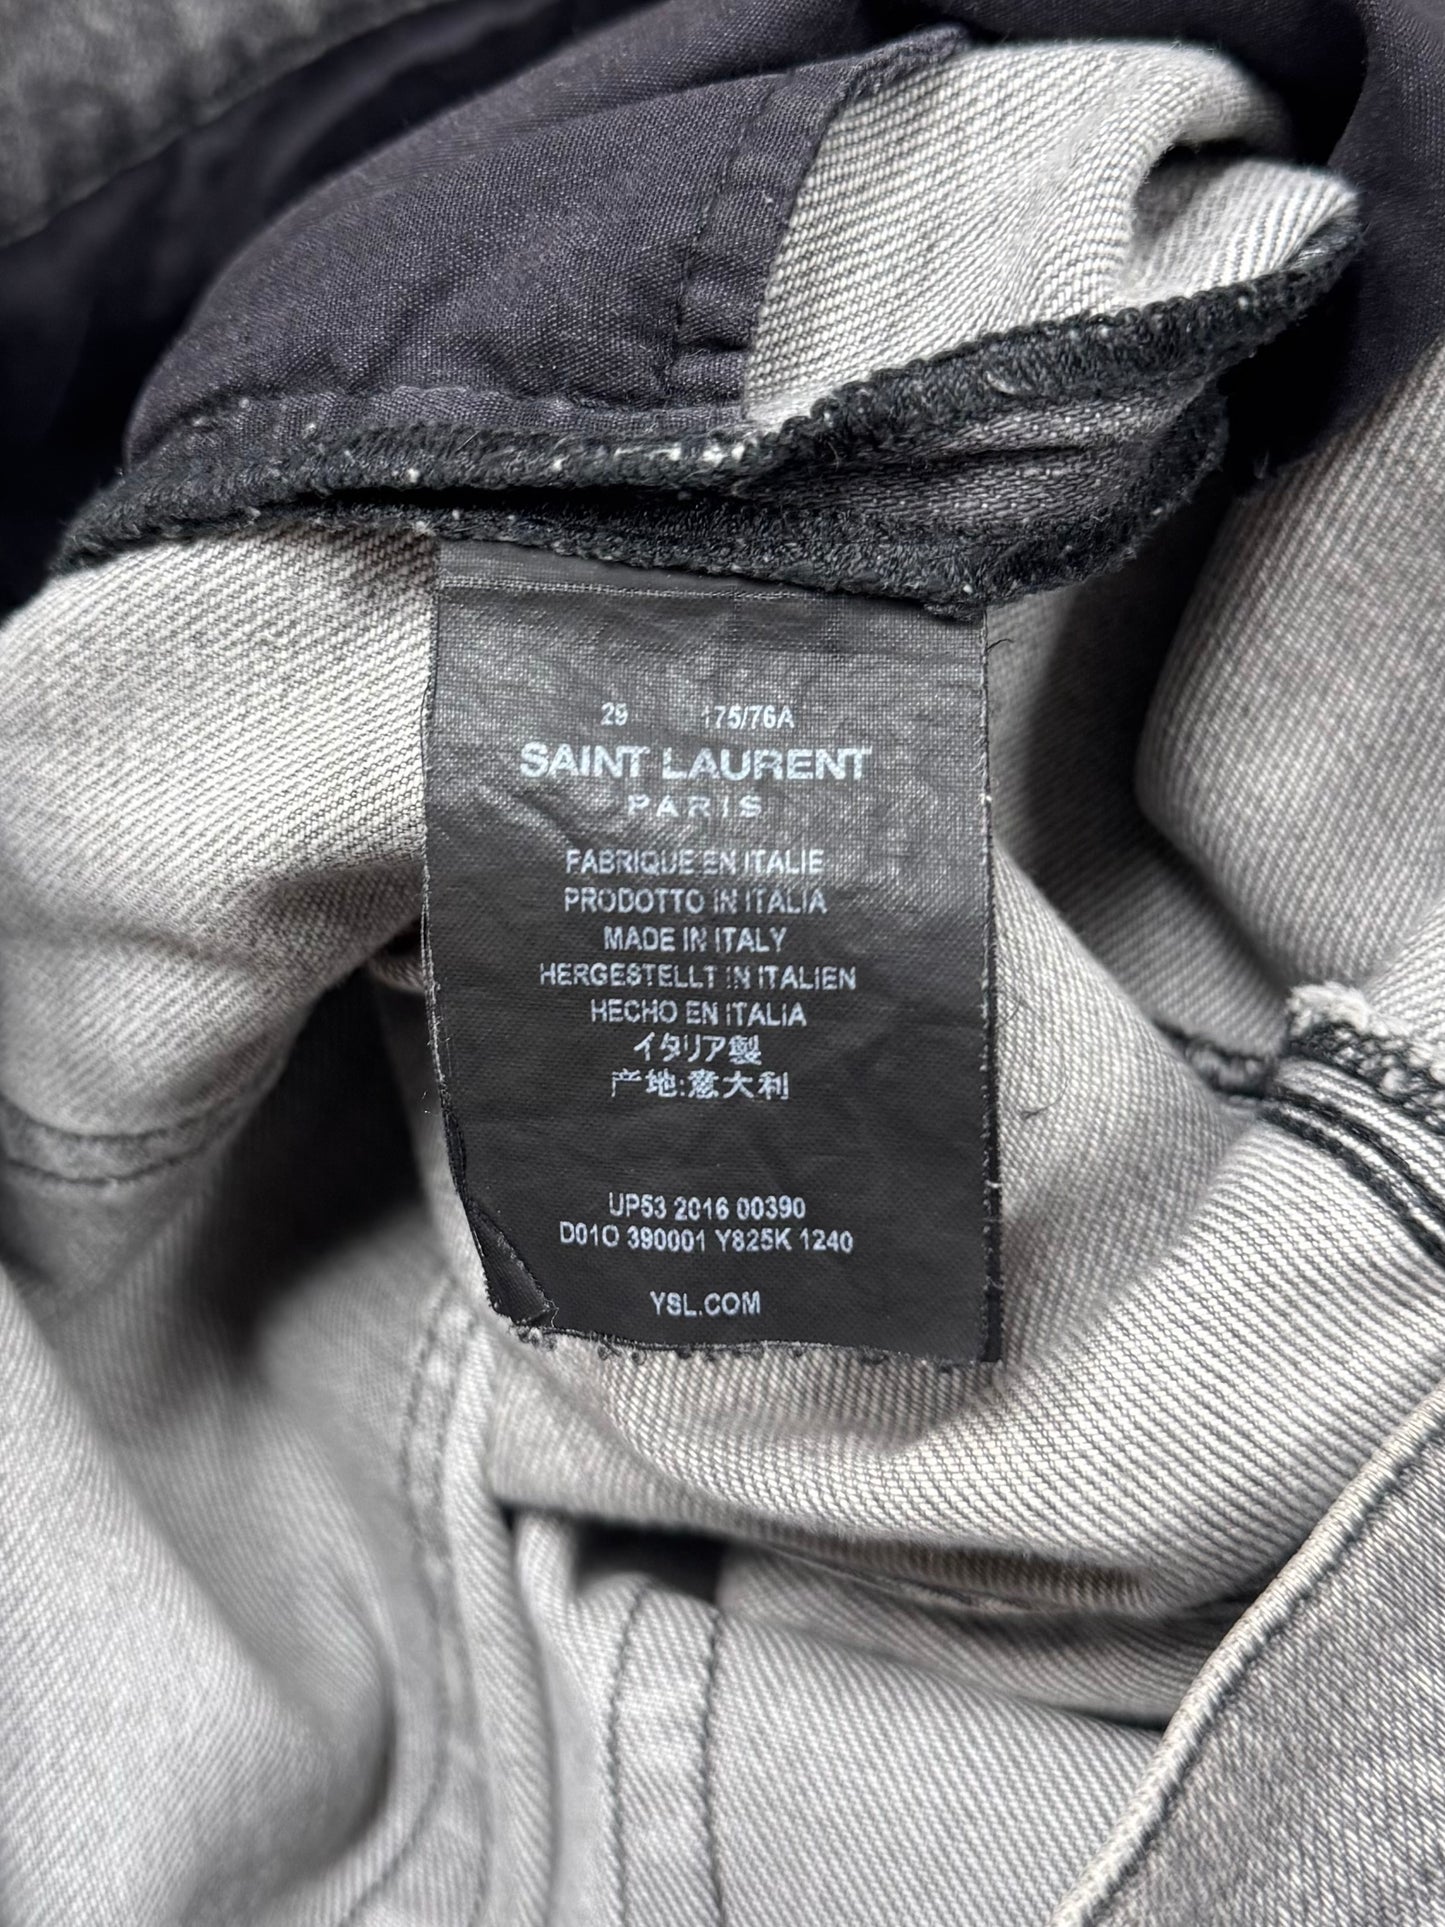 29 175/76A
SAINT LAURENT
PARIS
FABRIQUE EN ITALIE
PRODOTTO IN ITALIA
MADE IN ITALY
HERGESTELLT IN ITALIEN
HECHO EN ITALIA
イタリア製
产地:意大利
UP53 2016 00390
D01O 390001 Y825K 1240
YSL.COM